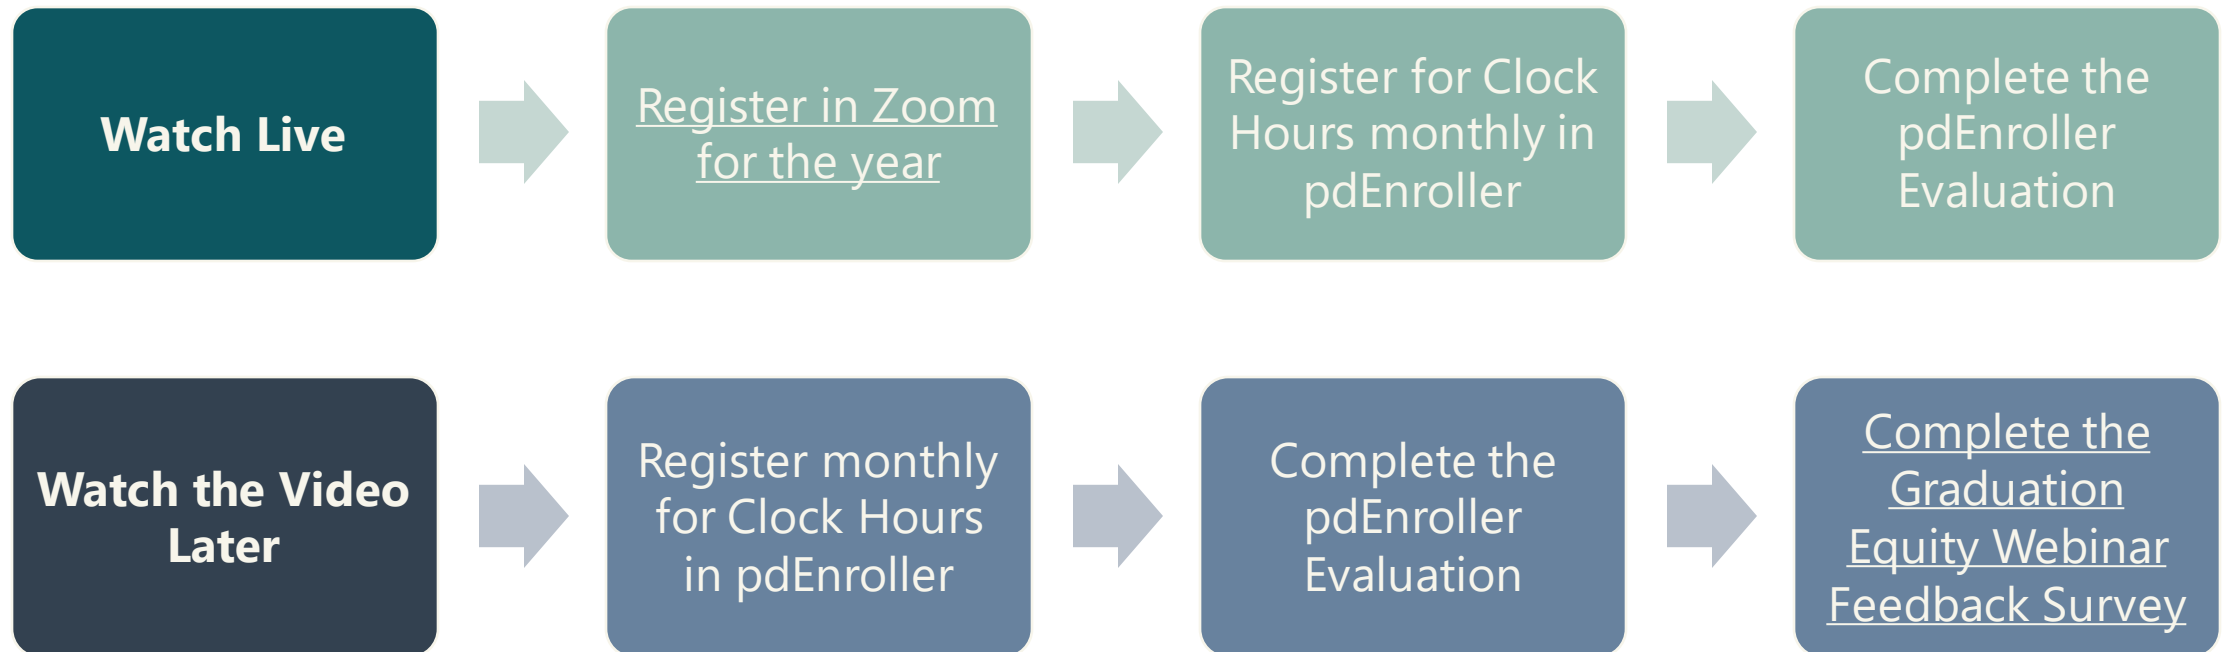 Watch Live
Register in Zoom
for the year
Register for Clock
Hours monthly in
pdEnroller
Complete the
pdEnroller
Evaluation
Watch the Video
Later
Register monthly
for Clock Hours
in pdEnroller
Complete the
pdEnroller
Evaluation
Complete the
Graduation
Equity Webinar
Feedback Survey